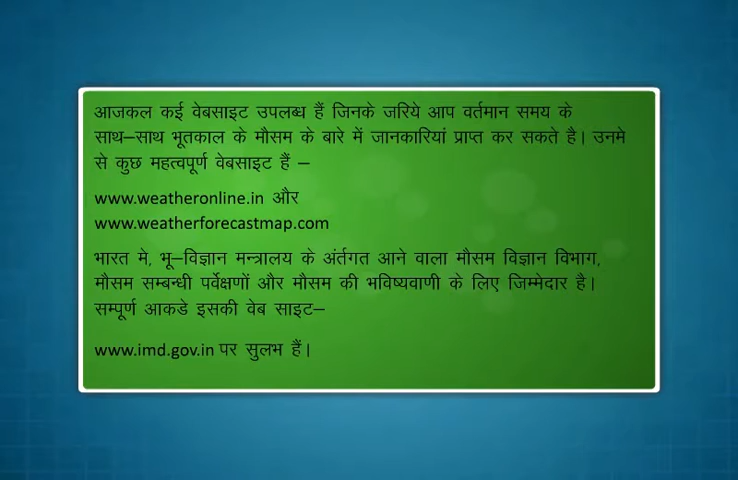 आजकल कई वेबसाइट उपलब्ध हैं जिनके जरिये आप वर्तमान समय के
साथ–साथ भूतकाल के मौसम के बारे में जानकारियां प्राप्त कर सकते है। उनमे
से कुछ महत्वपूर्ण वेबसाइट हैं –
www.weatheronline.in और
www.weatherforecastmap.com
भारत मे, भू–विज्ञान मन्त्रालय के अंर्तगत आने वाला मौसम विज्ञान विभाग,
मौसम सम्बन्धी पर्वेक्षणों और मौसम की भविष्यवाणी के लिए जिम्मेदार है।
सम्पूर्ण आकडे इसकी वेब साइट–
www.imd.gov.in पर सुलभ हैं।